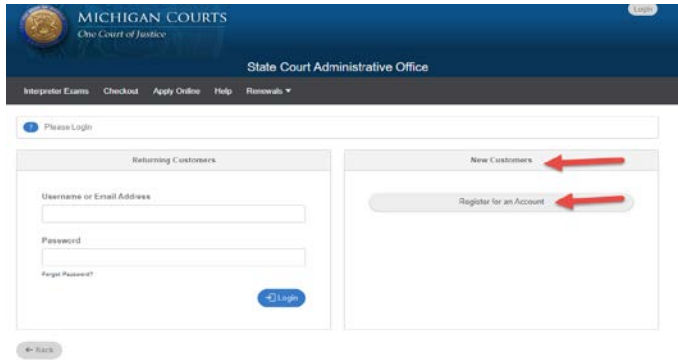 MICHIGAN COURTS
One Court of Justice
Login
State Court Administrative Office
Interpreter Exams Checkout Apply Online Help Renewals
? Please Login
Returning Customers
Username or Email Address
Password
Forgot Password?
Login
New Customers
Register for an Account
Back